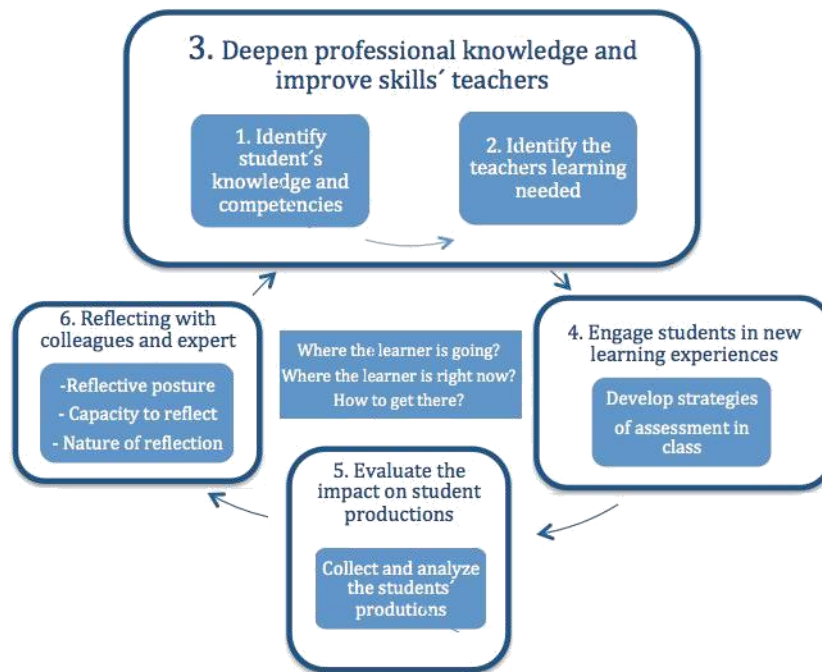 3. Deepen professional knowledge and
improve skills´ teachers
1. Identify
student´s
knowledge and
competencies
2. Identify the
teachers learning
needed
6. Reflecting with
colleagues and expert
-Reflective posture
- Capacity to reflect
- Nature of reflection
Where the learner is going?
Where the learner is right now?
How to get there?
4. Engage students in new
learning experiences
Develop strategies
of assessment in
class
5. Evaluate the
impact on student
productions
Collect and analyze
the students´
produtions